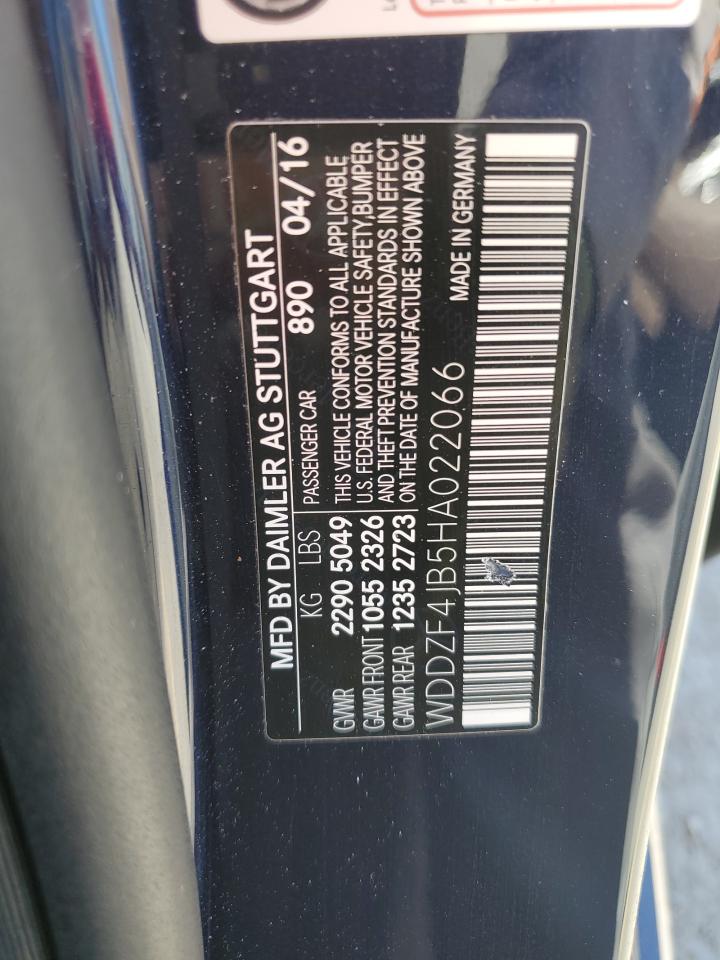 MFD BY DAIMLER AG STUTTGART
KG LBS 890 04/16
PASSENGER CAR
GVWR 2290 5049
GAWR FRONT 1055 2326
GAWR REAR 1235 2723
THIS VEHICLE CONFORMS TO ALL APPLICABLE
U.S. FEDERAL MOTOR VEHICLE SAFETY,BUMPER
AND THEFT PREVENTION STANDARDS IN EFFECT
ON THE DATE OF MANUFACTURE SHOWN ABOVE
WDDZF4JB5HA022066
MADE IN GERMANY